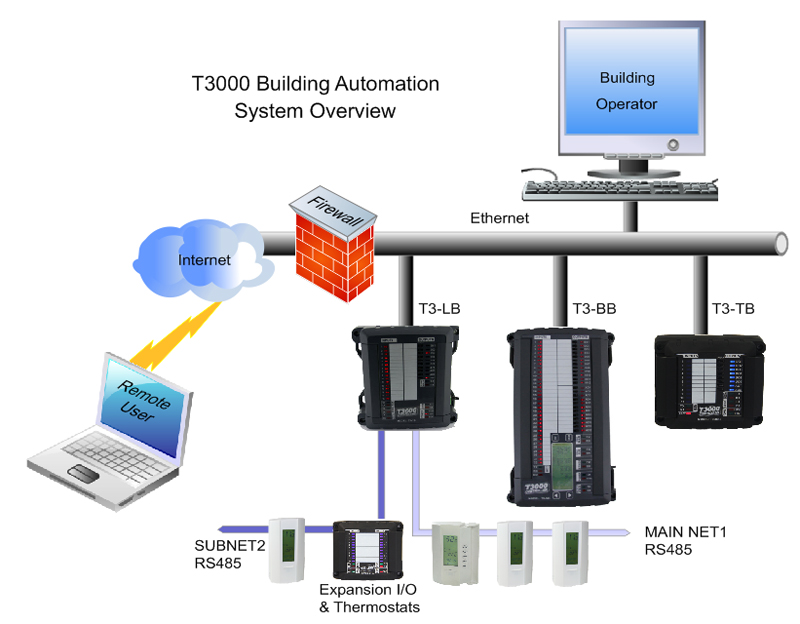 T3000 Building Automation
System Overview
Building
Operator
Firewall
Ethernet
Internet
T3-LB
T3-BB
T3-TB
Remote
User
T3000
T3000
T3000
SUBNET2
RS485
MAIN NET1
RS485
Expansion I/O
& Thermostats